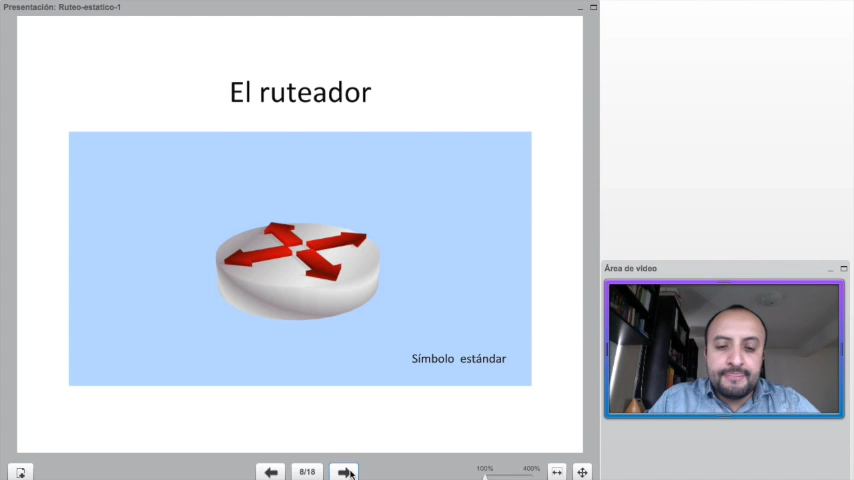 Presentación: Ruteo-estatico-1
El ruteador
Símbolo estándar
Área de video
8/18
100%
400%